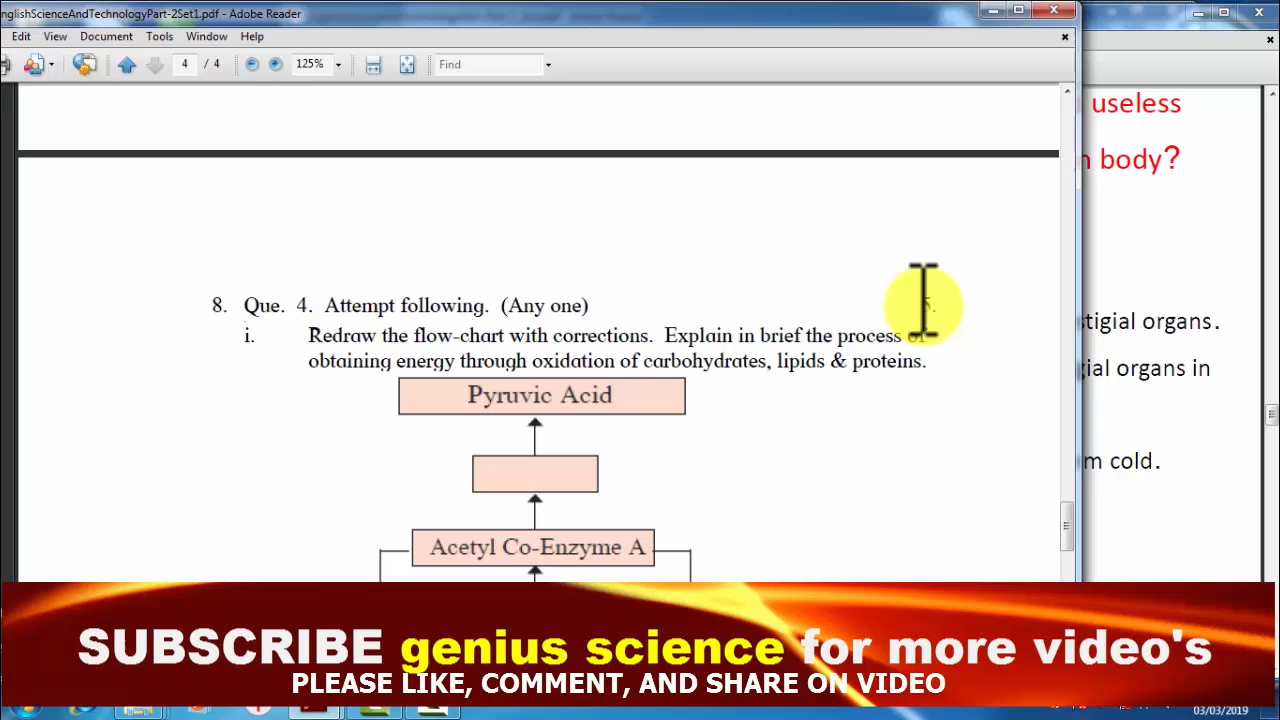 nglishScienceAndTechnologyPart-2Set1.pdf - Adobe Reader
Edit View Document Tools Window Help
4 / 4 125% Find
useless
body?
8. Que. 4. Attempt following. (Any one) 5.
i. Redraw the flow-chart with corrections. Explain in brief the process of
obtaining energy through oxidation of carbohydrates, lipids & proteins.
Pyruvic Acid
Acetyl Co-Enzyme A
stigial organs.
gial organs in
m cold.
SUBSCRIBE genius science for more video's
PLEASE LIKE, COMMENT, AND SHARE ON VIDEO
03/03/2019